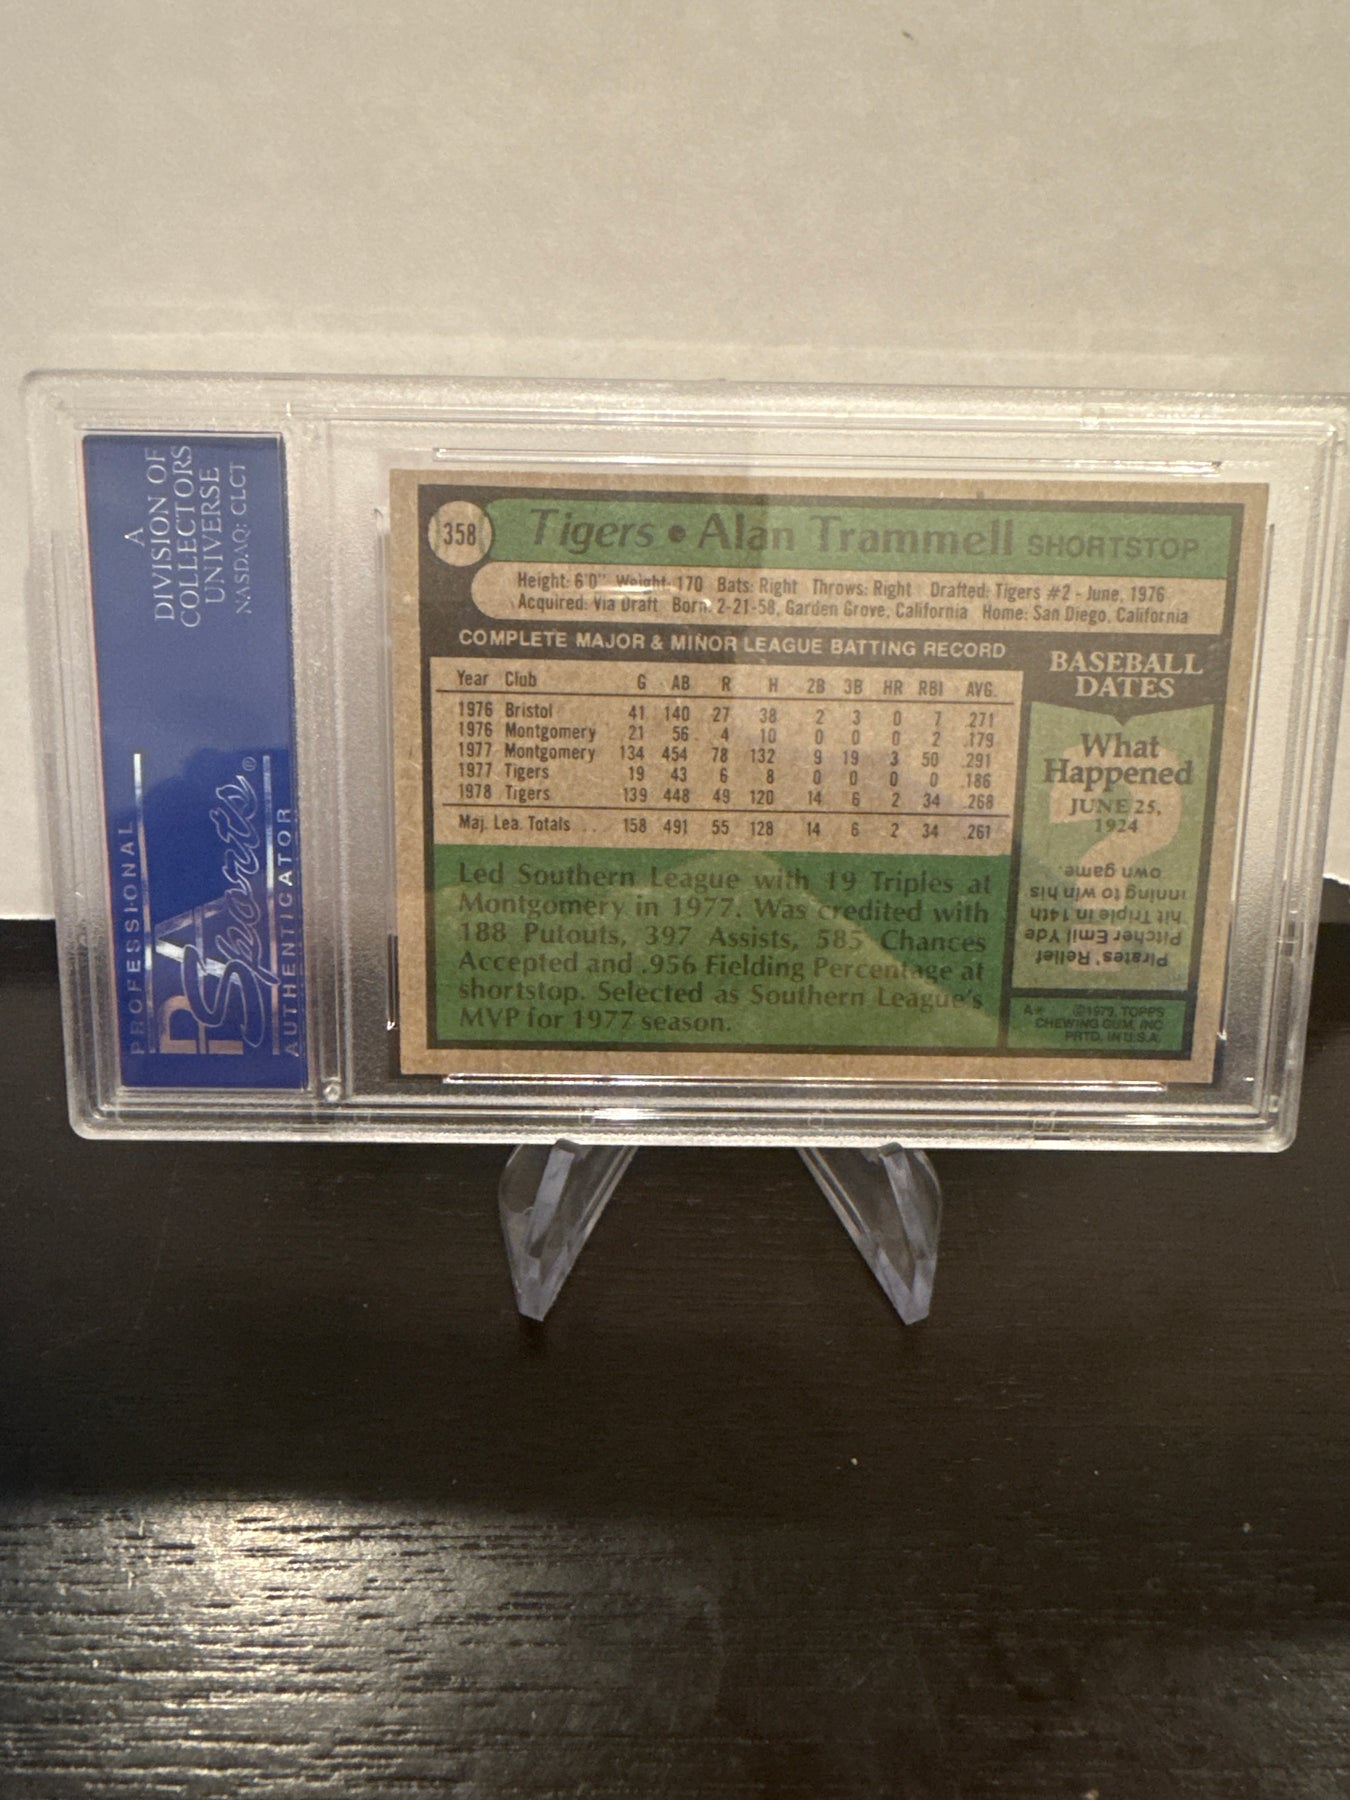 A
DIVISION OF
COLLECTORS
UNIVERSE
NASDAQ: CLCT
PROFESSIONAL
PSA
Sports®
AUTHENTICATOR
358
Tigers • Alan Trammell SHORTSTOP
Height: 6'0" Weight: 170 Bats: Right Throws: Right Drafted: Tigers #2 - June, 1976
Acquired: Via Draft Born: 2-21-58, Garden Grove, California Home: San Diego, California
COMPLETE MAJOR & MINOR LEAGUE BATTING RECORD
Year Club G AB R H 2B 3B HR RBI AVG.
1976 Bristol 41 140 27 38 2 3 0 7 .271
1976 Montgomery 21 56 4 10 0 0 0 2 .179
1977 Montgomery 134 454 78 132 9 19 3 50 .291
1977 Tigers 19 43 6 8 0 0 0 0 .186
1978 Tigers 139 448 49 120 14 6 2 34 .268
Maj. Lea. Totals .. 158 491 55 128 14 6 2 34 .261
Led Southern League with 19 Triples at
Montgomery in 1977. Was credited with
188 Putouts, 397 Assists, 585 Chances
Accepted and .956 Fielding Percentage at
shortstop. Selected as Southern League's
MVP for 1977 season.
BASEBALL
DATES
What
Happened
JUNE 25,
1924
?
Pirates' Relief
Pitcher Emil Yde
hit Triple in 14th
inning to win his
own game.
A* ©1979, TOPPS
CHEWING GUM, INC
PRTD. IN U.S.A.